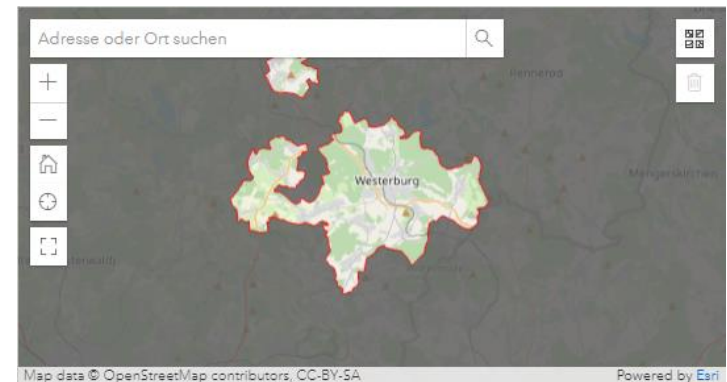 Adresse oder Ort suchen
Rennerod
Westerburg
Mengerskirchen
Map data © OpenStreetMap contributors, CC-BY-SA
Powered by Esri